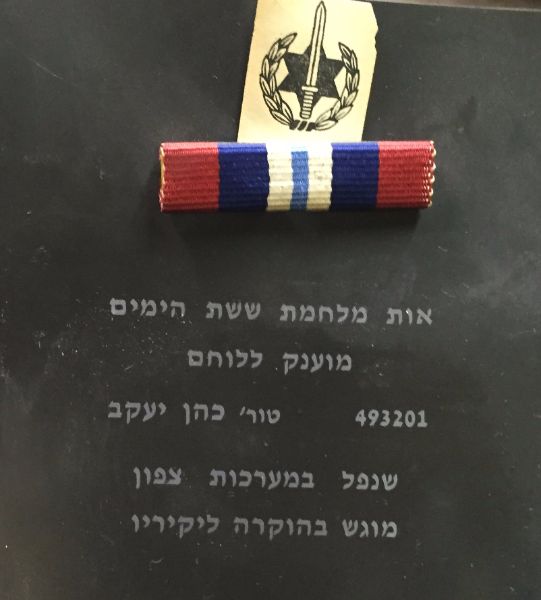 אות מלחמת ששת הימים
מוענק ללוחם
493201 טור׳ כהן יעקב
שנפל במערכות צפון
מוגש בהוקרה ליקיריו